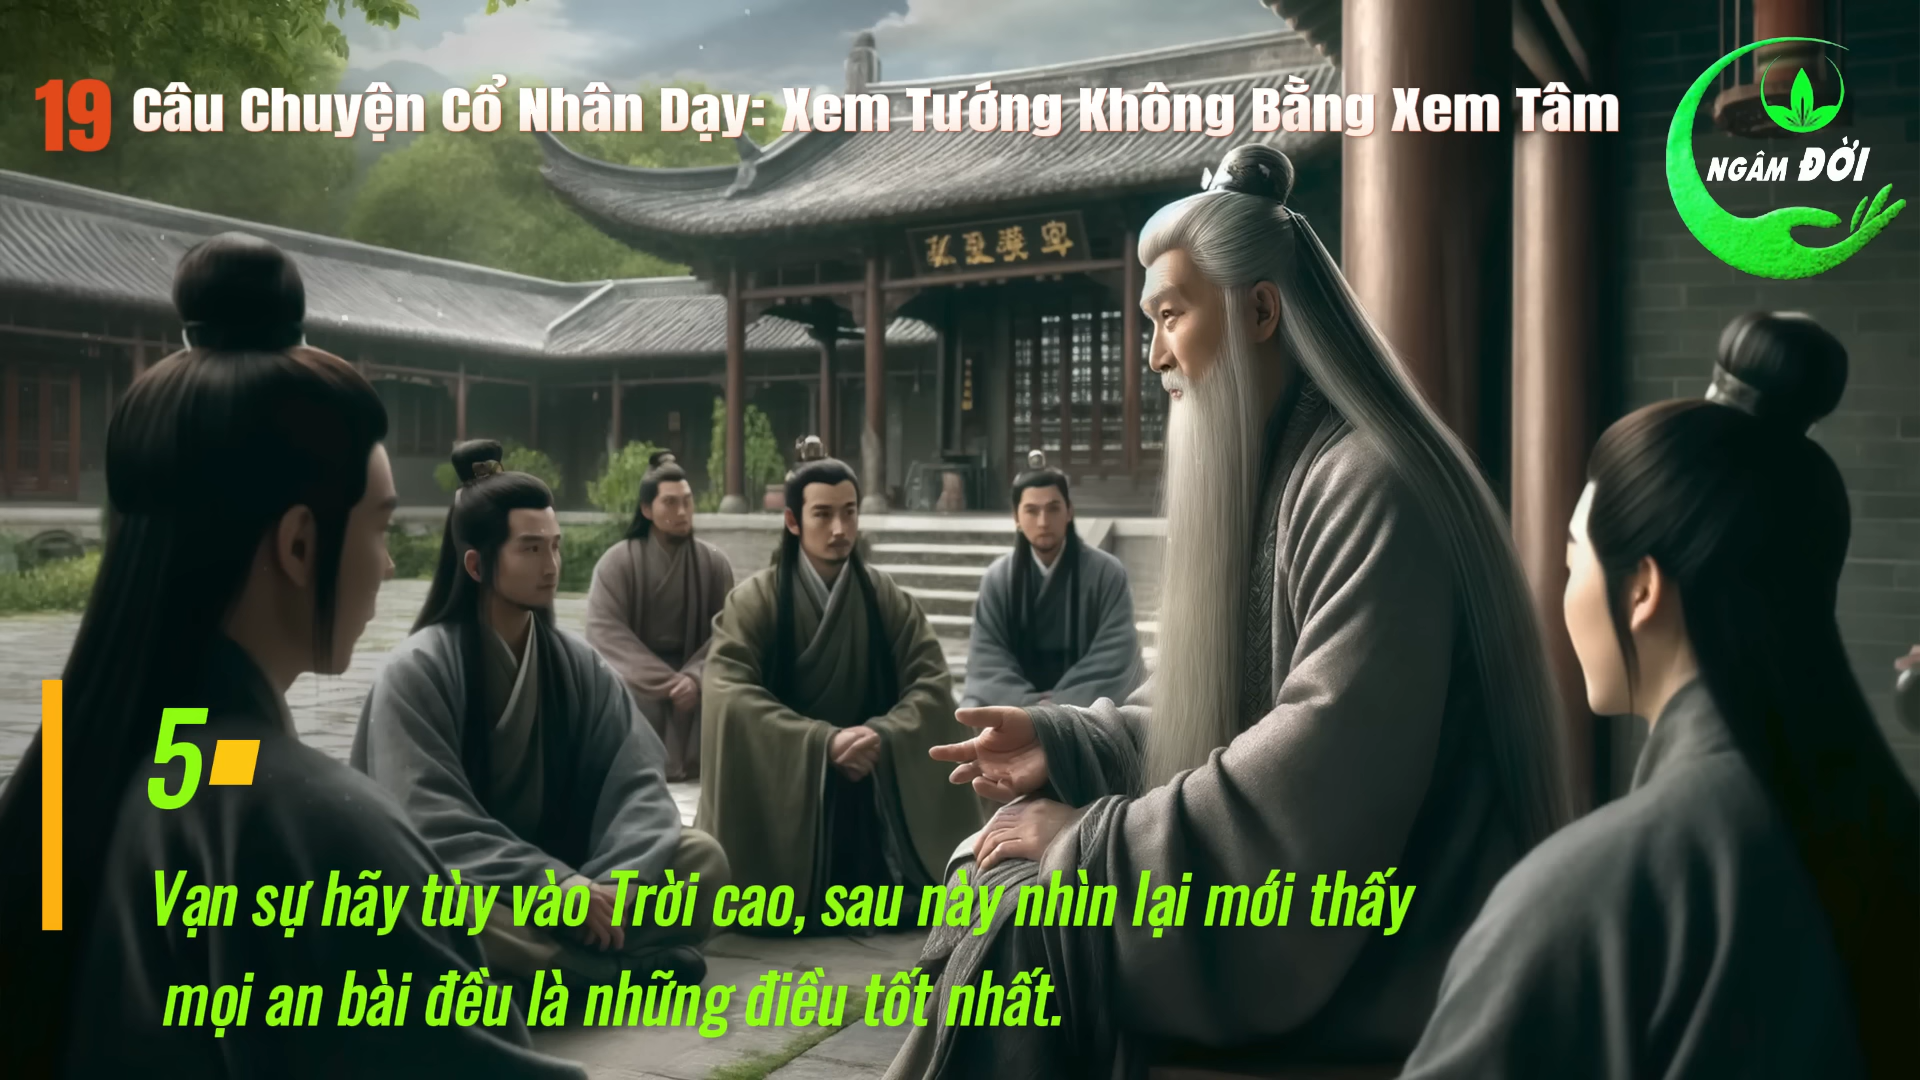 19 Câu Chuyện Cổ Nhân Dạy: Xem Tướng Không Bằng Xem Tâm
NGÂM ĐỜI
5
Vạn sự hãy tùy vào Trời cao, sau này nhìn lại mới thấy
mọi an bài đều là những điều tốt nhất.